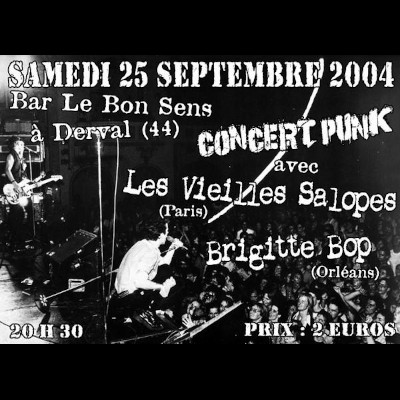 SAMEDI 25 SEPTEMBRE 2004
Bar Le Bon Sens
à Derval (44)
CONCERT PUNK
avec
Les Vieilles Salopes
(Paris)
Brigitte Bop
(Orléans)
20 H 30
PRIX : 2 EUROS